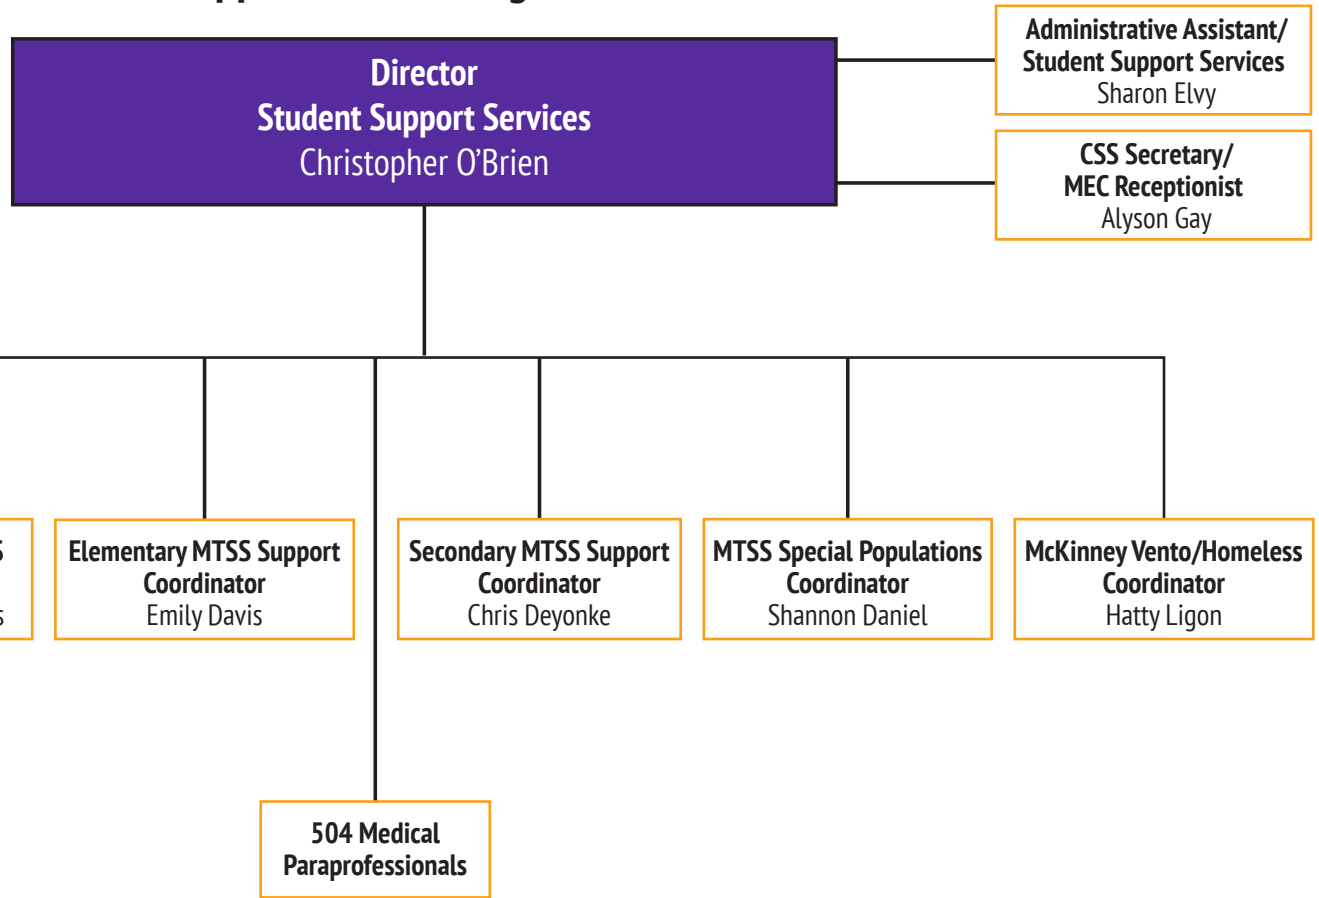 Administrative Assistant/
Student Support Services
Sharon Elvy
Director
Student Support Services
Christopher O'Brien
CSS Secretary/
MEC Receptionist
Alyson Gay
Elementary MTSS Support
Coordinator
Emily Davis
Secondary MTSS Support
Coordinator
Chris Deyonke
MTSS Special Populations
Coordinator
Shannon Daniel
McKinney Vento/Homeless
Coordinator
Hatty Ligon
504 Medical
Paraprofessionals